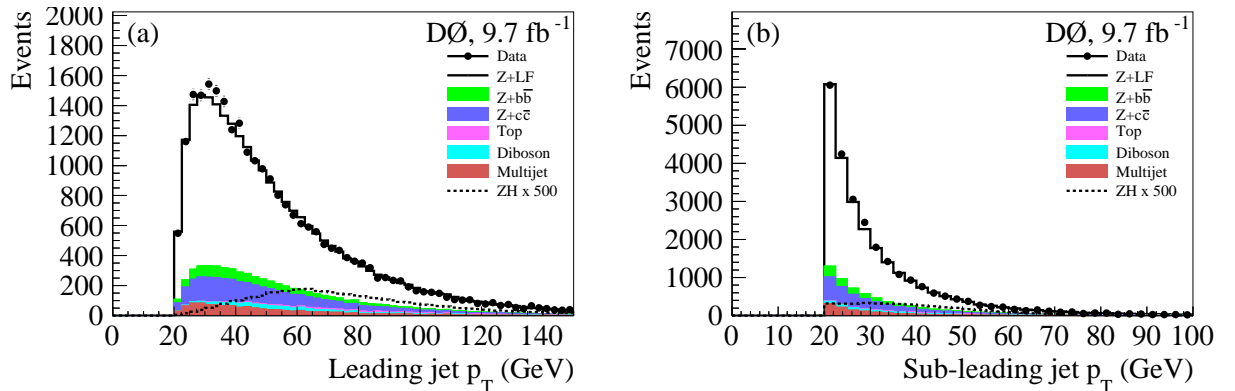 Events
2000
1800
1600
1400
1200
1000
800
600
400
200
0
(a)
DØ, 9.7 fb⁻¹
Data
Z+LF
Z+bb̅
Z+cc̅
Top
Diboson
Multijet
ZH x 500
0 20 40 60 80 100 120 140
Leading jet p_T (GeV)
Events
7000
6000
5000
4000
3000
2000
1000
0
(b)
DØ, 9.7 fb⁻¹
Data
Z+LF
Z+bb̅
Z+cc̅
Top
Diboson
Multijet
ZH x 500
0 10 20 30 40 50 60 70 80 90 100
Sub-leading jet p_T (GeV)